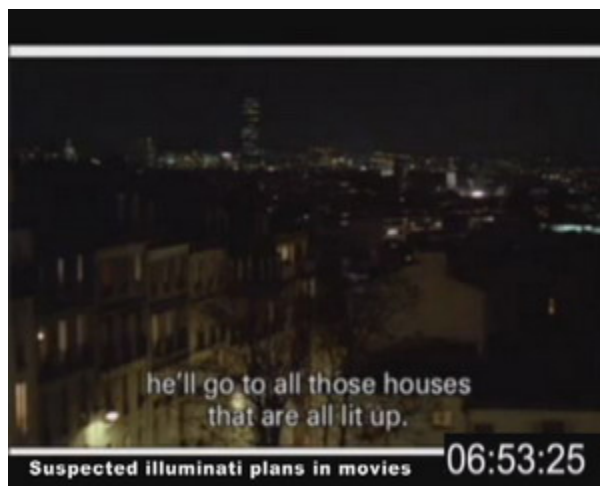 he'll go to all those houses
that are all lit up.
Suspected illuminati plans in movies
06:53:25